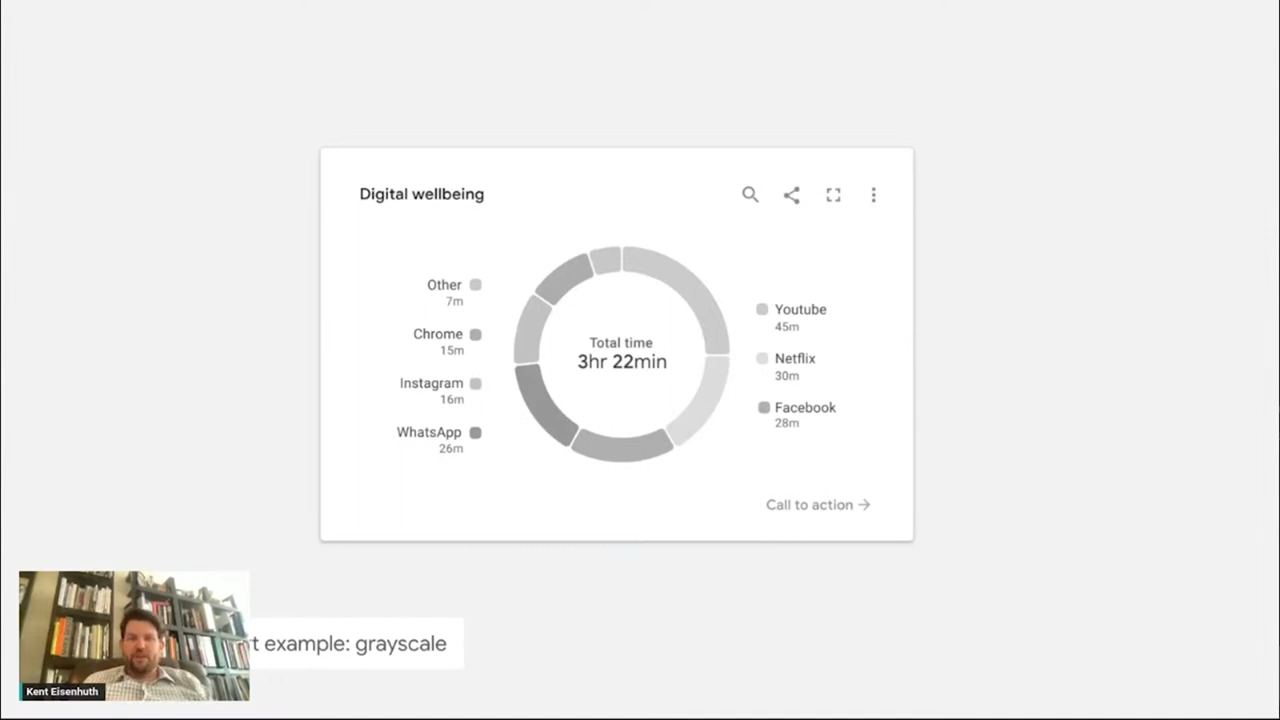 Digital wellbeing
Other
7m
Chrome
15m
Instagram
16m
WhatsApp
26m
Total time
3hr 22min
Youtube
45m
Netflix
30m
Facebook
28m
Call to action
t example: grayscale
Kent Eisenhuth